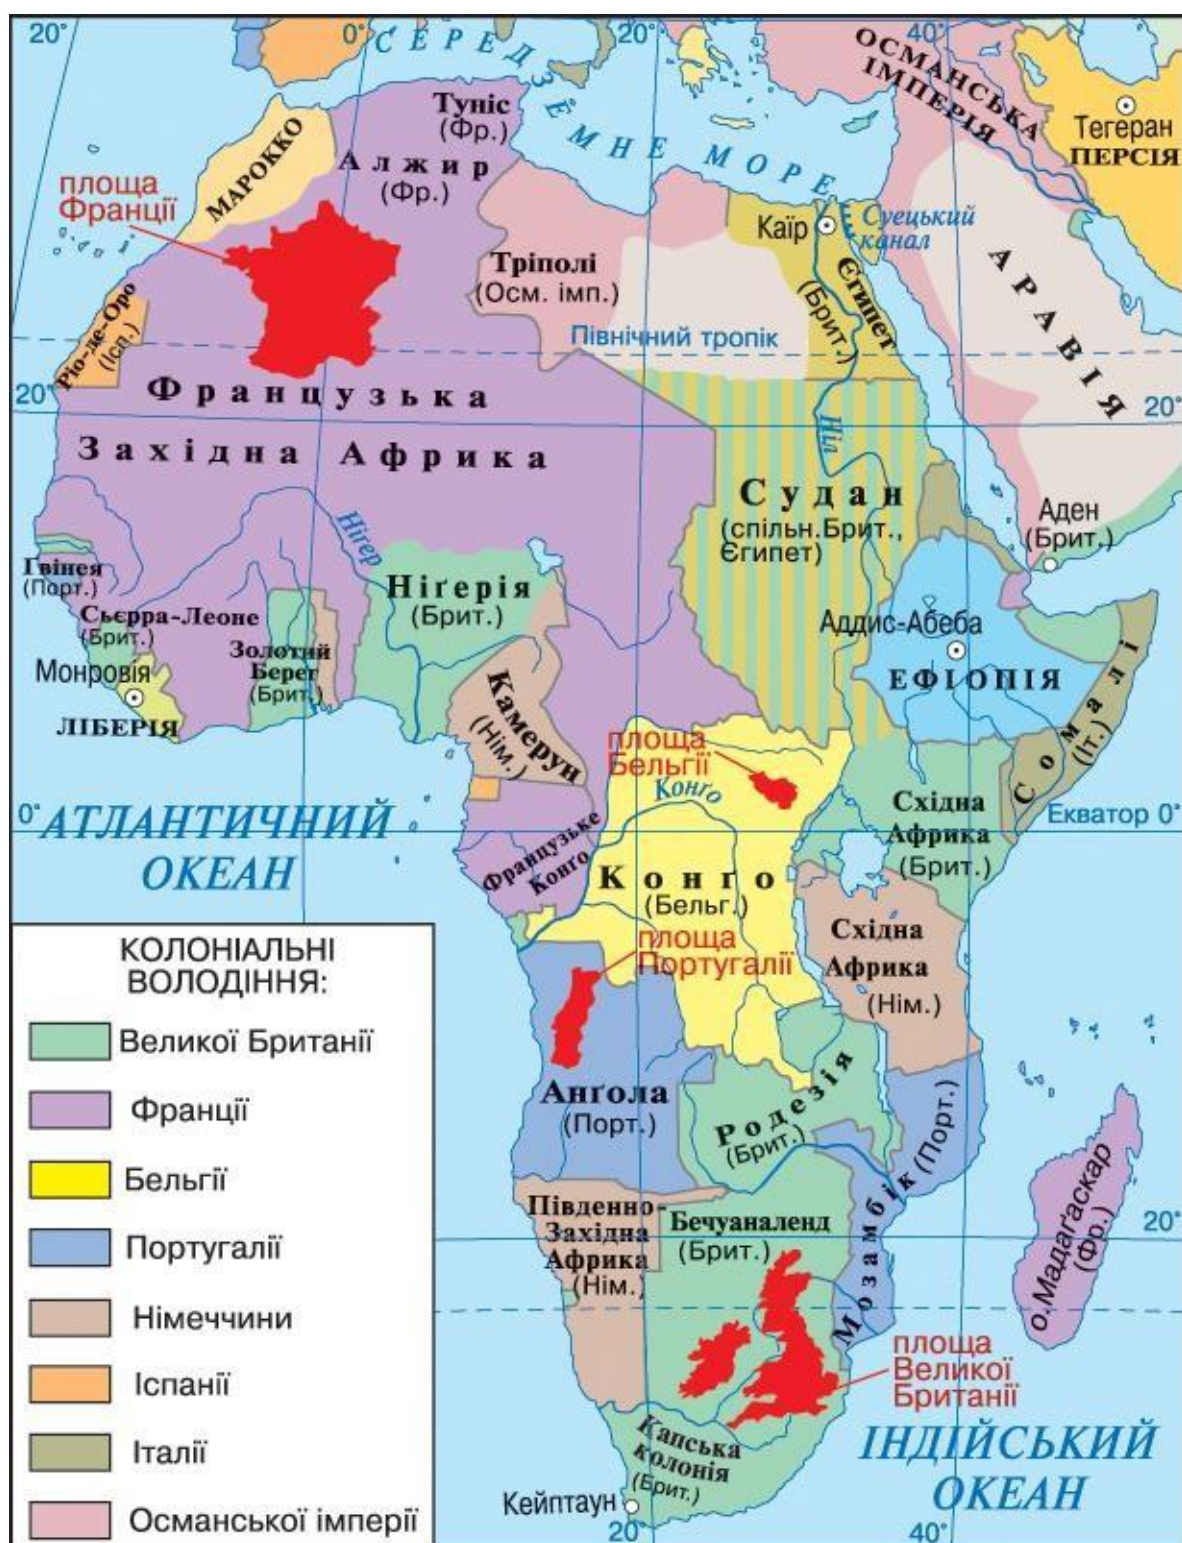 20°
0°
20°
40°
СЕРЕДЗЕМНЕ МОРЕ
ОСМАНСЬКА
ІМПЕРІЯ
Тегеран
ПЕРСІЯ
Туніс
(Фр.)
Алжир
(Фр.)
МАРОККО
площа
Франції
Каїр
Суецький
канал
Тріполі
(Осм. імп.)
Єгипет
(Брит.)
АРАВІЯ
Ріо-де-Оро
(Ісп.)
Північний тропік
20°
20°
Французька
Західна Африка
Ніл
Судан
(спільн.Брит.,
Єгипет)
Аден
(Брит.)
Нігер
Гвінея
(Порт.)
Ніґерія
(Брит.)
Сьєрра-Леоне
(Брит.)
Золотий
Берег
(Брит.)
Монровія
ЛІБЕРІЯ
Аддис-Абеба
ЕФІОПІЯ
Камерун
(Нім.)
Сомалі
(Іт.)
площа
Бельгії
Конґо
Східна
Африка
(Брит.)
Екватор 0°
0°
АТЛАНТИЧНИЙ
ОКЕАН
Французьке
Конґо
Конґо
(Бельг.)
площа
Португалії
Східна
Африка
(Нім.)
Анґола
(Порт.)
Родезія
(Брит.)
Мозамбік (Порт.)
о.Мадаґаскар
(Фр.)
Південно-
Західна
Африка
(Нім.)
Бечуаналенд
(Брит.)
20°
площа
Великої
Британії
Капська
колонія
(Брит.)
Кейптаун
ІНДІЙСЬКИЙ
ОКЕАН
20°
40°
КОЛОНІАЛЬНІ
ВОЛОДІННЯ:
Великої Британії
Франції
Бельгії
Португалії
Німеччини
Іспанії
Італії
Османської імперії